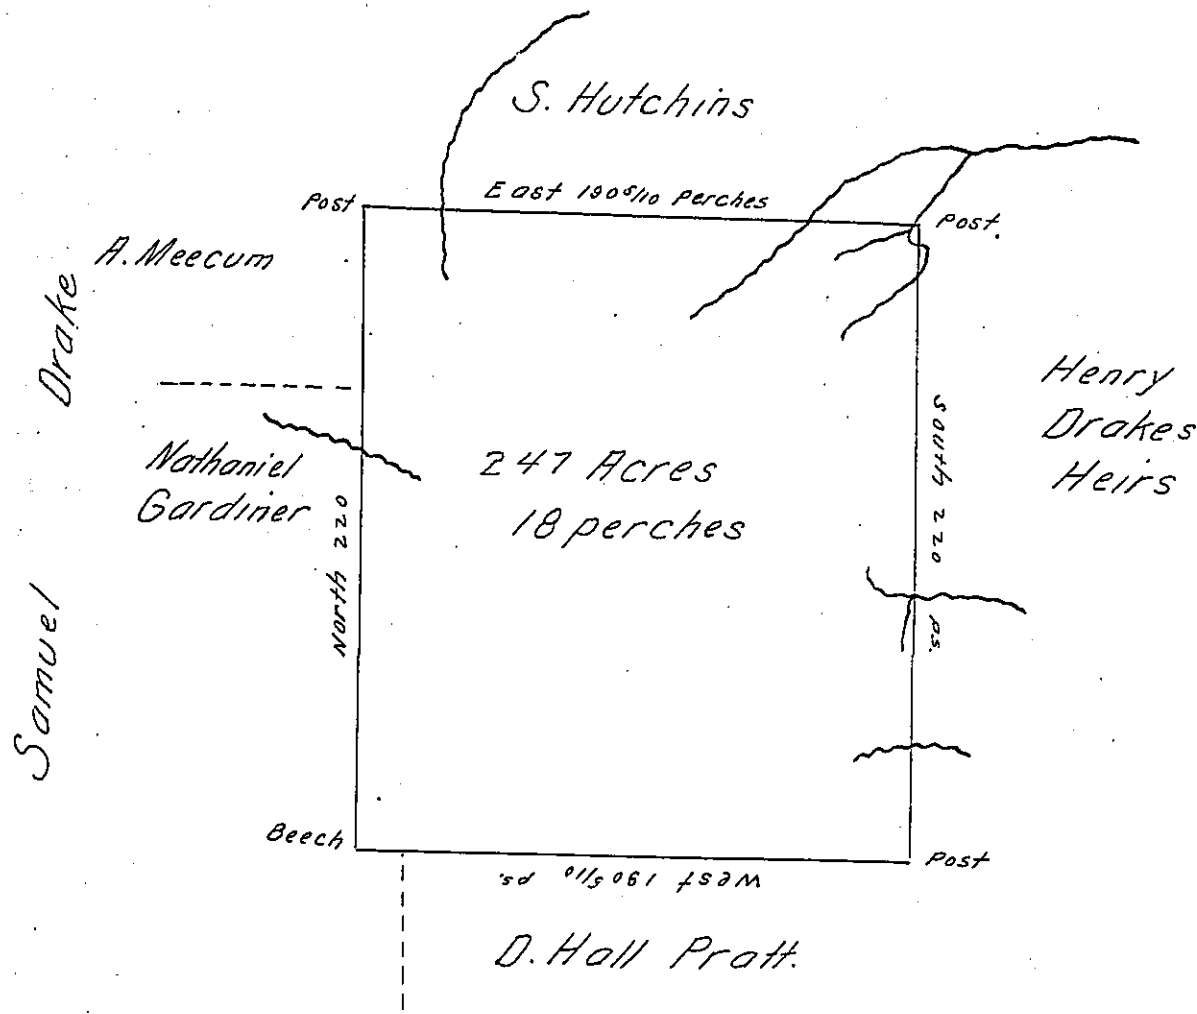 S. Hutchins
East 190 5/10 Perches
Post
Post.
A. Meecum
Samuel Drake
Nathaniel
Gardiner
North 220
247 Acres
18 perches
South 220 ps.
Henry
Drakes
Heirs
Beech
Post
West 190 5/10 ps.
D. Hall Pratt.